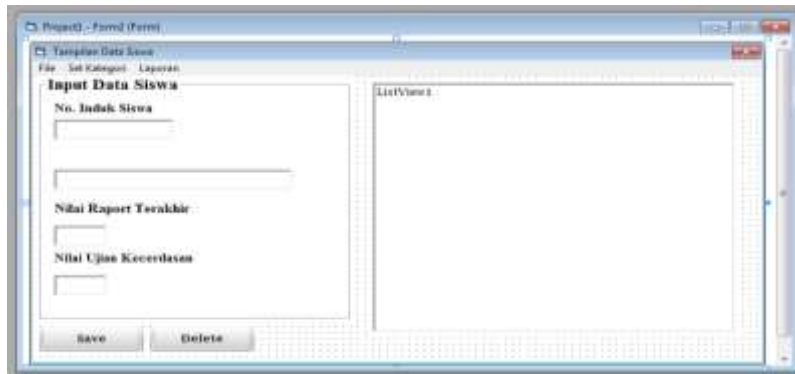 Project1 - Form2 (Form)
Tampilan Data Siswa
File Set Kategori Laporan
Input Data Siswa
No. Induk Siswa
Nilai Raport Terakhir
Nilai Ujian Kecerdasan
Save Delete
ListView1